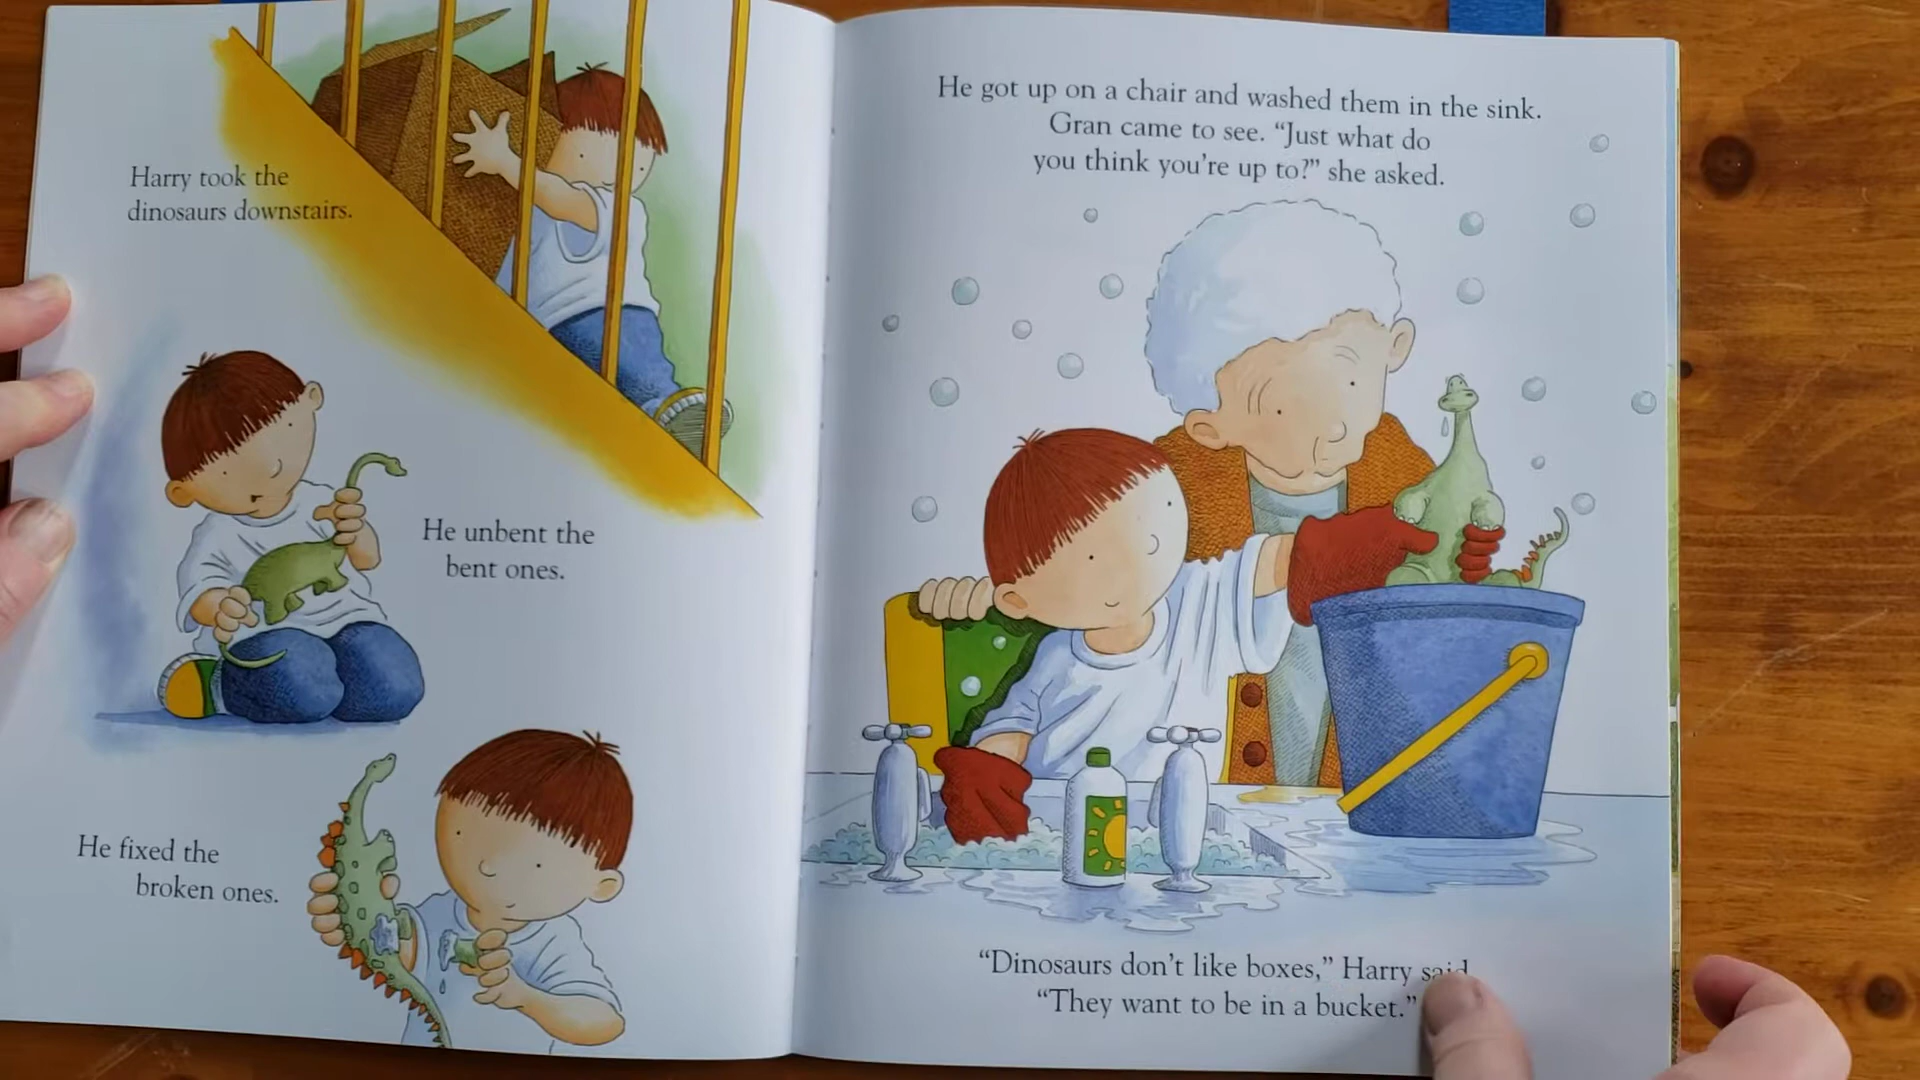 Harry took the
dinosaurs downstairs.
He unbent the
bent ones.
He fixed the
broken ones.
He got up on a chair and washed them in the sink.
Gran came to see. “Just what do
you think you’re up to?” she asked.
“Dinosaurs don’t like boxes,” Harry said.
“They want to be in a bucket.”